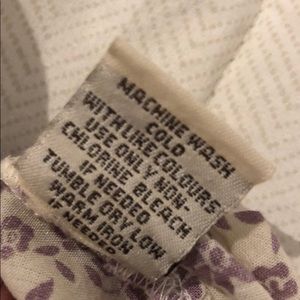 MACHINE WASH
COLD
WITH LIKE COLOURS
USE ONLY NON-
CHLORINE BLEACH
IF NEEDED
TUMBLE DRY LOW
WARM IRON
NEEDED